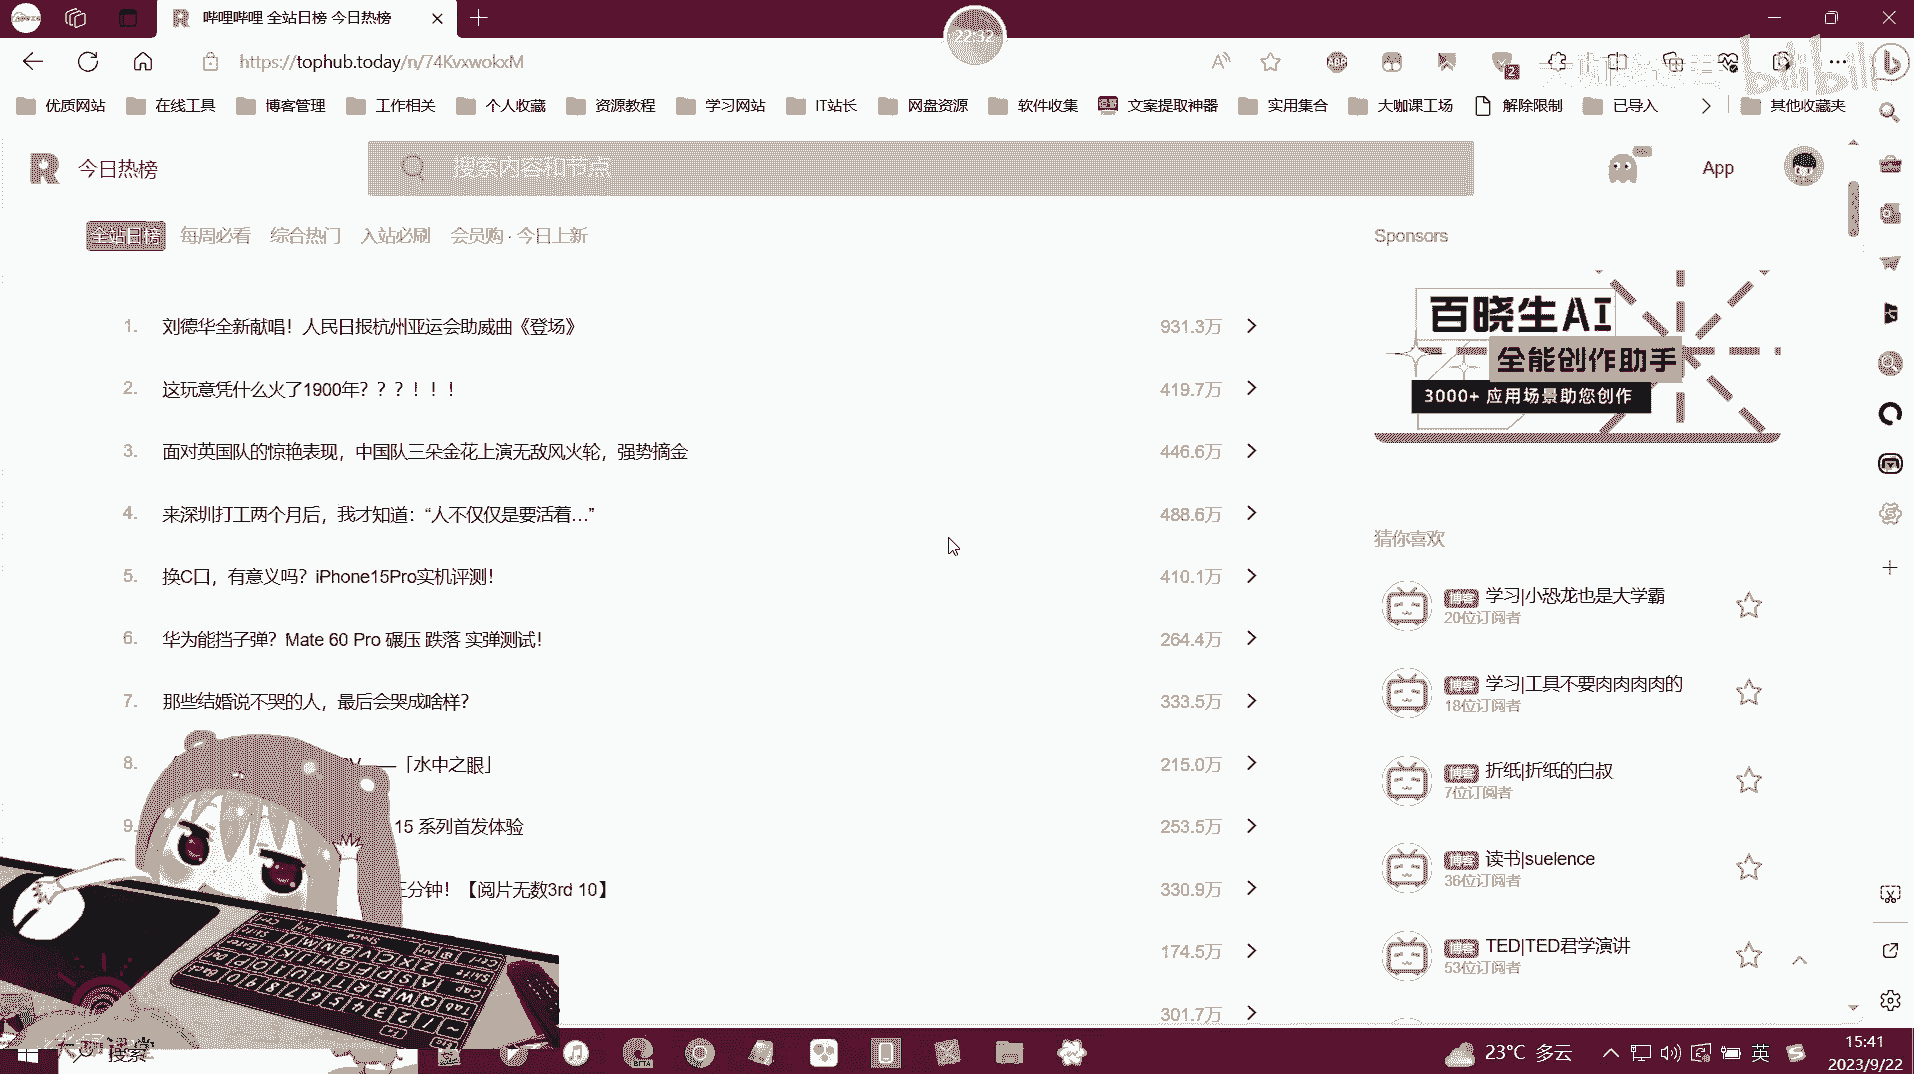 哔哩哔哩 全站日榜 今日热榜
22:32
https://tophub.today/n/74KvxwokxM
bilibili
优质网站 在线工具 博客管理 工作相关 个人收藏 资源教程 学习网站 IT站长 网盘资源 软件收集 文案提取神器 实用集合 大咖课工场 解除限制 已导入 其他收藏夹
今日热榜 搜索内容和节点 App
全站日榜 每周必看 综合热门 入站必刷 会员购 · 今日上新
Sponsors
1. 刘德华全新献唱！人民日报杭州亚运会助威曲《登场》 931.3万
2. 这玩意凭什么火了1900年？？？！！！ 419.7万
3. 面对英国队的惊艳表现，中国队三朵金花上演无敌风火轮，强势摘金 446.6万
4. 来深圳打工两个月后，我才知道：“人不仅仅是要活着...” 488.6万
5. 换C口，有意义吗？iPhone15Pro实机评测！ 410.1万
6. 华为能挡子弹？Mate 60 Pro 碾压 跌落 实弹测试！ 264.4万
7. 那些结婚说不哭的人，最后会哭成啥样？ 333.5万
8. ——「水中之眼」 215.0万
9. 15 系列首发体验 253.5万
三分钟！【阅片无数3rd 10】 330.9万
174.5万
301.7万
百晓生AI
全能创作助手
3000+ 应用场景助您创作
猜你喜欢
博客 学习|小恐龙也是大学霸
20位订阅者
博客 学习|工具不要肉肉肉肉的
18位订阅者
博客 折纸|折纸的白叔
7位订阅者
博客 读书|suelence
36位订阅者
博客 TED|TED君学演讲
53位订阅者
搜索
23°C 多云
英
15:41
2023/9/22